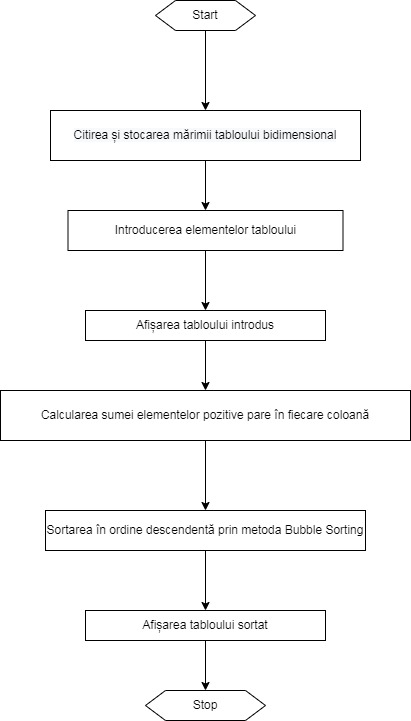 Start
Citirea și stocarea mărimii tabloului bidimensional
Introducerea elementelor tabloului
Afișarea tabloului introdus
Calcularea sumei elementelor pozitive pare în fiecare coloană
Sortarea în ordine descendentă prin metoda Bubble Sorting
Afișarea tabloului sortat
Stop